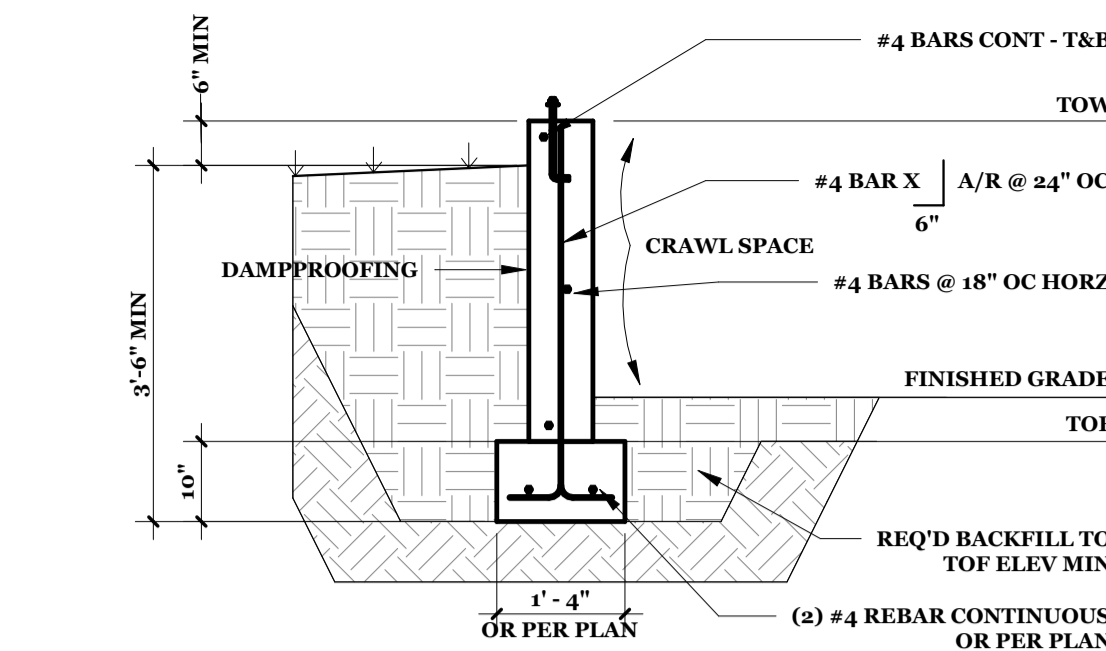 6" MIN
#4 BARS CONT - T&B
TOW
#4 BAR X A/R @ 24" OC
6"
CRAWL SPACE
DAMPPROOFING
#4 BARS @ 18" OC HORZ
3'-6" MIN
FINISHED GRADE
TOF
10"
REQ'D BACKFILL TO
TOF ELEV MIN
1' - 4"
OR PER PLAN
(2) #4 REBAR CONTINUOUS
OR PER PLAN